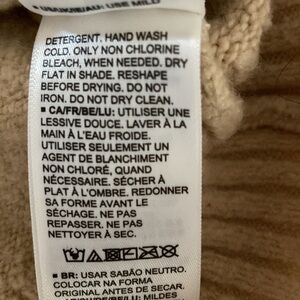 USE MILD
DETERGENT. HAND WASH
COLD. ONLY NON CHLORINE
BLEACH, WHEN NEEDED. DRY
FLAT IN SHADE. RESHAPE
BEFORE DRYING. DO NOT
IRON. DO NOT DRY CLEAN.
■ CA/FR/BE/LU: UTILISER UNE
LESSIVE DOUCE. LAVER À LA
MAIN À L'EAU FROIDE.
UTILISER SEULEMENT UN
AGENT DE BLANCHIMENT
NON CHLORÉ, QUAND
NÉCESSAIRE. SÉCHER À
PLAT À L'OMBRE. REDONNER
SA FORME AVANT LE
SÉCHAGE. NE PAS
REPASSER. NE PAS
NETTOYER À SEC.
■ BR: USAR SABÃO NEUTRO.
COLOCAR NA FORMA
ORIGINAL ANTES DE SECAR.
MILDES